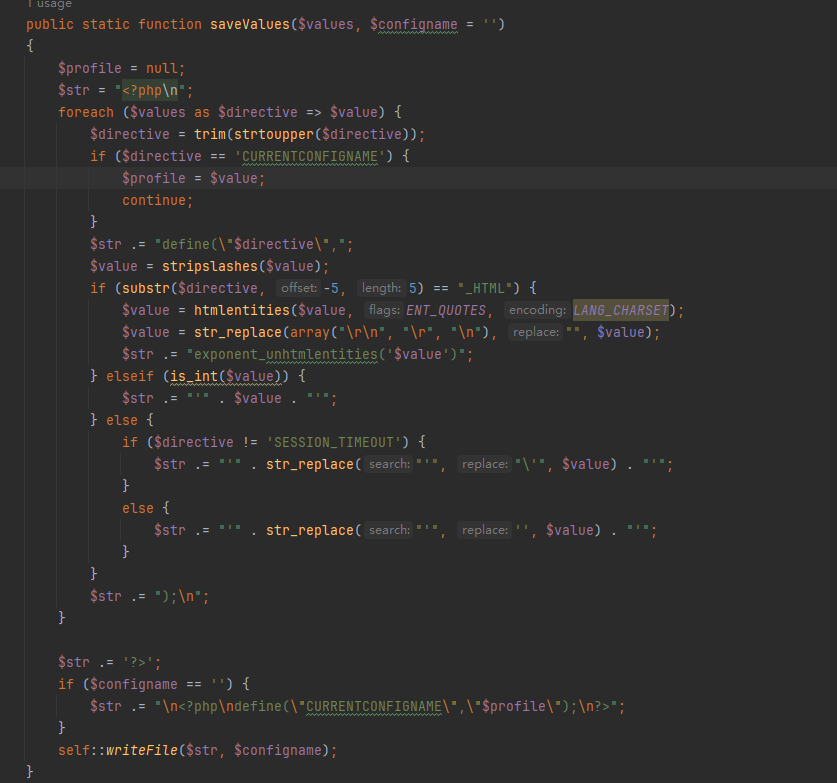 1 usage
public static function saveValues($values, $configname = '')
{
    $profile = null;
    $str = "<?php\n";
    foreach ($values as $directive => $value) {
        $directive = trim(strtoupper($directive));
        if ($directive == 'CURRENTCONFIGNAME') {
            $profile = $value;
            continue;
        }
        $str .= "define(\"$directive\",";
        $value = stripslashes($value);
        if (substr($directive, offset: -5, length: 5) == "_HTML") {
            $value = htmlentities($value, flags: ENT_QUOTES, encoding: LANG_CHARSET);
            $value = str_replace(array("\r\n", "\r", "\n"), replace: "", $value);
            $str .= "exponent_unhtmlentities('$value')";
        } elseif (is_int($value)) {
            $str .= "'" . $value . "'";
        } else {
            if ($directive != 'SESSION_TIMEOUT') {
                $str .= "'" . str_replace( search: "'", replace: "\'", $value) . "'";
            }
            else {
                $str .= "'" . str_replace( search: "'", replace: '', $value) . "'";
            }
        }
        $str .= ");\n";
    }

    $str .= '?>';
    if ($configname == '') {
        $str .= "\n<?php\ndefine(\"CURRENTCONFIGNAME\",\"$profile\");\n?>";
    }
    self::writeFile($str, $configname);
}